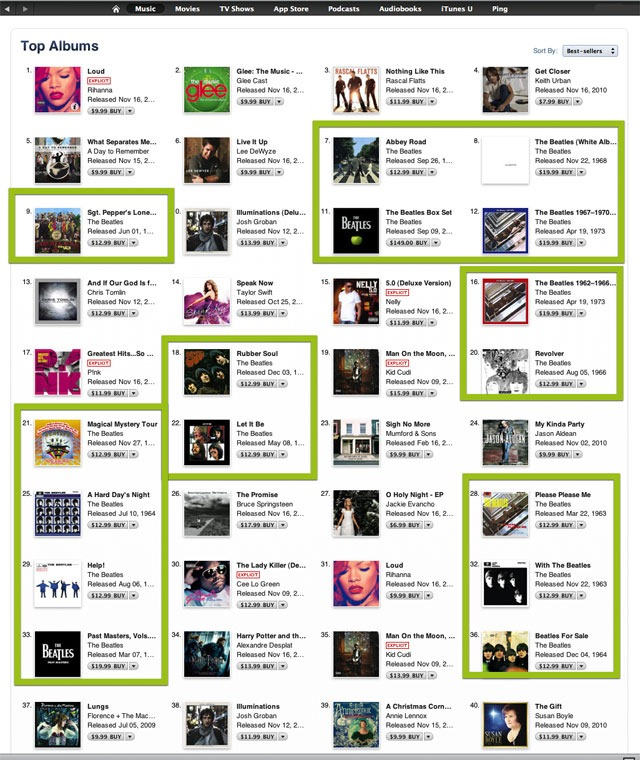 Music Movies TV Shows App Store Podcasts Audiobooks iTunes U Ping
Top Albums
Sort By: Best-sellers
1. Loud
EXPLICIT
Rihanna
Released Nov 16, 2...
$9.99 BUY
2. Glee: The Music - ...
Glee Cast
Released Nov 16, 2...
$9.99 BUY
3. Nothing Like This
Rascal Flatts
Released Nov 16, 2...
$11.99 BUY
4. Get Closer
Keith Urban
Released Nov 16, 2010
$7.99 BUY
5. What Separates Me...
A Day to Remember
Released Nov 15, 2...
$9.99 BUY
6. Live It Up
Lee DeWyze
Released Nov 16, 2...
$9.99 BUY
7. Abbey Road
The Beatles
Released Sep 26, 1...
$12.99 BUY
8. The Beatles (White Alb...
The Beatles
Released Nov 22, 1968
$19.99 BUY
9. Sgt. Pepper's Lone...
The Beatles
Released Jun 01, 1...
$12.99 BUY
0. Illuminations (Delu...
Josh Groban
Released Nov 12, 2...
$13.99 BUY
11. The Beatles Box Set
The Beatles
Released Nov 16, 2...
$149.00 BUY
12. The Beatles 1967-1970...
The Beatles
Released Apr 19, 1973
$19.99 BUY
13. And If Our God Is f...
Chris Tomlin
Released Nov 12, 2...
$12.99 BUY
14. Speak Now
Taylor Swift
Released Oct 25, 2...
$13.99 BUY
15. 5.0 (Deluxe Version)
EXPLICIT
Nelly
Released Nov 12, 2...
$11.99 BUY
16. The Beatles 1962-1966...
The Beatles
Released Apr 19, 1973
$19.99 BUY
17. Greatest Hits...So ...
EXPLICIT
P!nk
Released Nov 16, 2...
$11.99 BUY
18. Rubber Soul
The Beatles
Released Dec 03, 1...
$12.99 BUY
19. Man On the Moon, ...
EXPLICIT
Kid Cudi
Released Nov 16, 2...
$15.99 BUY
20. Revolver
The Beatles
Released Aug 05, 1966
$12.99 BUY
21. Magical Mystery Tour
The Beatles
Released Nov 27, 1...
$12.99 BUY
22. Let It Be
The Beatles
Released May 08, 1...
$12.99 BUY
23. Sigh No More
Mumford & Sons
Released Feb 16, 2...
$9.99 BUY
24. My Kinda Party
Jason Aldean
Released Nov 02, 2010
$9.99 BUY
25. A Hard Day's Night
The Beatles
Released Jul 10, 1964
$12.99 BUY
26. The Promise
Bruce Springsteen
Released Nov 16, 2...
$17.99 BUY
27. O Holy Night - EP
Jackie Evancho
Released Nov 16, 2...
$6.99 BUY
28. Please Please Me
The Beatles
Released Mar 22, 1963
$12.99 BUY
29. Help!
The Beatles
Released Aug 06, 1...
$12.99 BUY
30. The Lady Killer (De...
EXPLICIT
Cee Lo Green
Released Nov 09, 2...
$12.99 BUY
31. Loud
Rihanna
Released Nov 16, 2...
$9.99 BUY
32. With The Beatles
The Beatles
Released Nov 22, 1963
$12.99 BUY
33. Past Masters, Vols....
The Beatles
Released Mar 07, 1...
$19.99 BUY
34. Harry Potter and th...
Alexandre Desplat
Released Nov 16, 2...
$13.99 BUY
35. Man On the Moon, ...
EXPLICIT
Kid Cudi
Released Nov 09, 2...
$13.99 BUY
36. Beatles For Sale
The Beatles
Released Dec 04, 1964
$12.99 BUY
37. Lungs
Florence + The Mac...
Released Jul 05, 2009
$9.99 BUY
38. Illuminations
Josh Groban
Released Nov 12, 2...
$11.99 BUY
39. A Christmas Corn...
Annie Lennox
Released Nov 15, 2...
$9.99 BUY
40. The Gift
Susan Boyle
Released Nov 09, 2010
$11.99 BUY